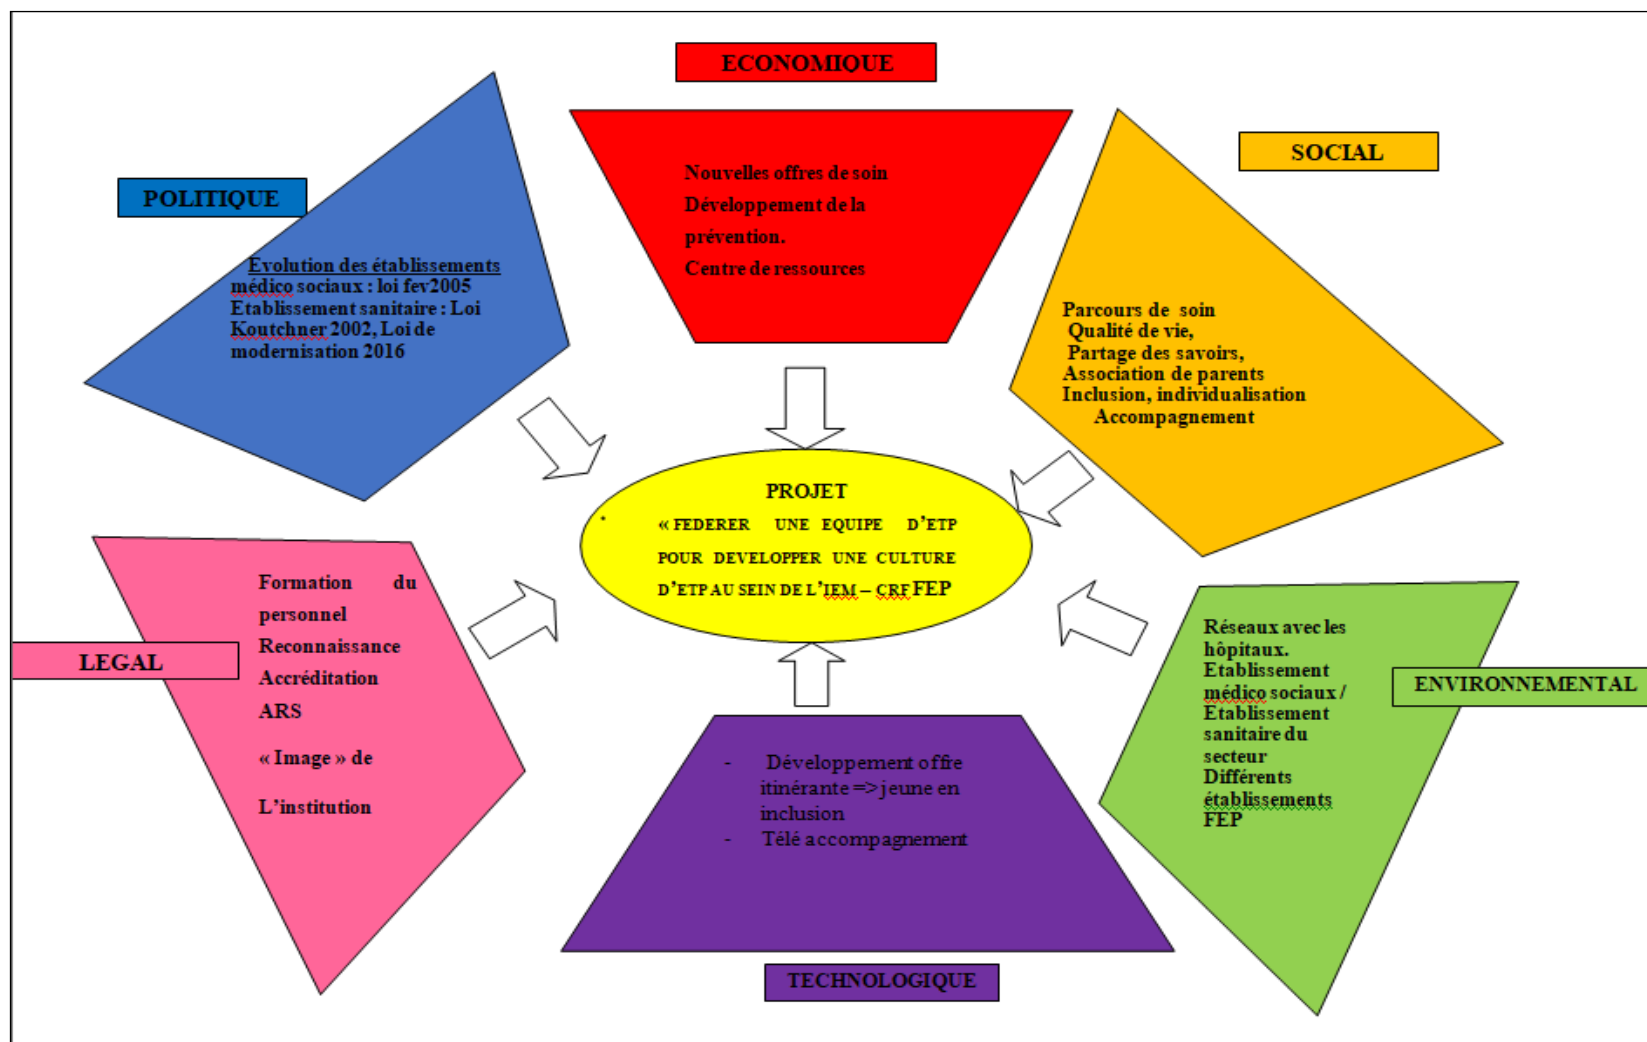 ECONOMIQUE
Nouvelles offres de soin
Développement de la
prévention.
Centre de ressources
POLITIQUE
Evolution des établissements
médico sociaux : loi fev2005
Etablissement sanitaire : Loi
Koutchner 2002, Loi de
modernisation 2016
SOCIAL
Parcours de soin
Qualité de vie,
Partage des savoirs,
Association de parents
Inclusion, individualisation
Accompagnement
PROJET
« FEDERER UNE EQUIPE D’ETP
POUR DEVELOPPER UNE CULTURE
D’ETP AU SEIN DE L’IEM – CRF FEP
LEGAL
Formation du
personnel
Reconnaissance
Accréditation
ARS
« Image » de
L’institution
ENVIRONNEMENTAL
Réseaux avec les
hôpitaux.
Etablissement
médico sociaux /
Etablissement
sanitaire du
secteur
Différents
établissements
FEP
- Développement offre
itinérante => jeune en
inclusion
- Télé accompagnement
TECHNOLOGIQUE